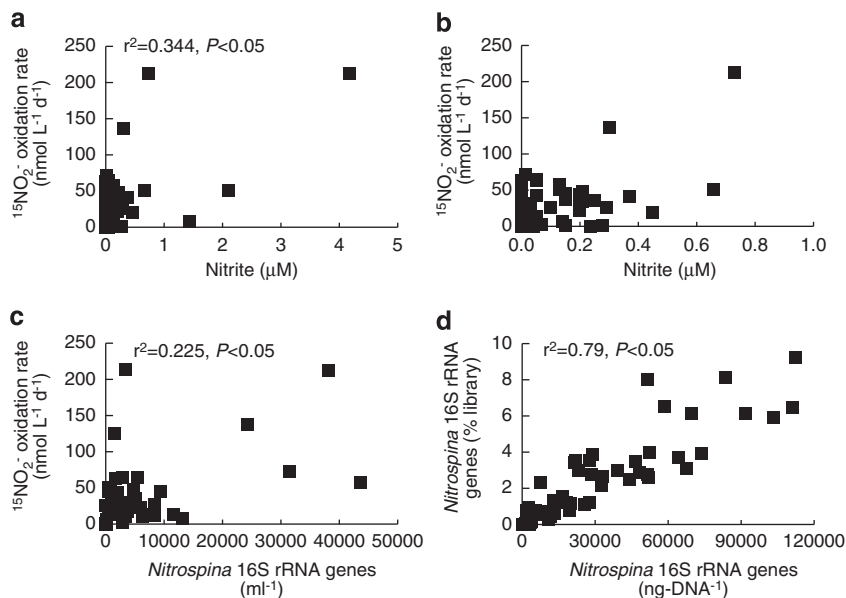 a
r²=0.344, P<0.05
250
200
150
100
50
0
¹⁵NO₂⁻ oxidation rate
(nmol L⁻¹ d⁻¹)
0 1 2 3 4 5
Nitrite (μM)
b
250
200
150
100
50
0
¹⁵NO₂⁻ oxidation rate
(nmol L⁻¹ d⁻¹)
0.0 0.2 0.4 0.6 0.8 1.0
Nitrite (μM)
c
r²=0.225, P<0.05
250
200
150
100
50
0
¹⁵NO₂⁻ oxidation rate
(nmol L⁻¹ d⁻¹)
0 10000 20000 30000 40000 50000
Nitrospina 16S rRNA genes
(ml⁻¹)
d
r²=0.79, P<0.05
10
8
6
4
2
0
Nitrospina 16S rRNA
genes (% library)
0 30000 60000 90000 120000
Nitrospina 16S rRNA genes
(ng-DNA⁻¹)